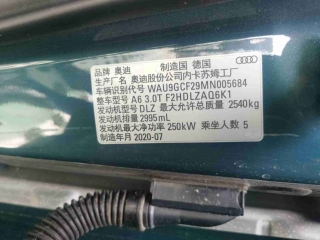 品牌 奥迪 制造国 德国
生产厂名 奥迪股份公司内卡苏姆工厂
车辆识别代号 WAU9GCF29MN005684
整车型号 A6 3.0T F2HDLZAQ6K1
发动机型号 DLZ 最大允许总质量 2540kg
发动机排量 2995mL
发动机最大净功率 250kW 乘坐人数 5
制造年月 2020-07